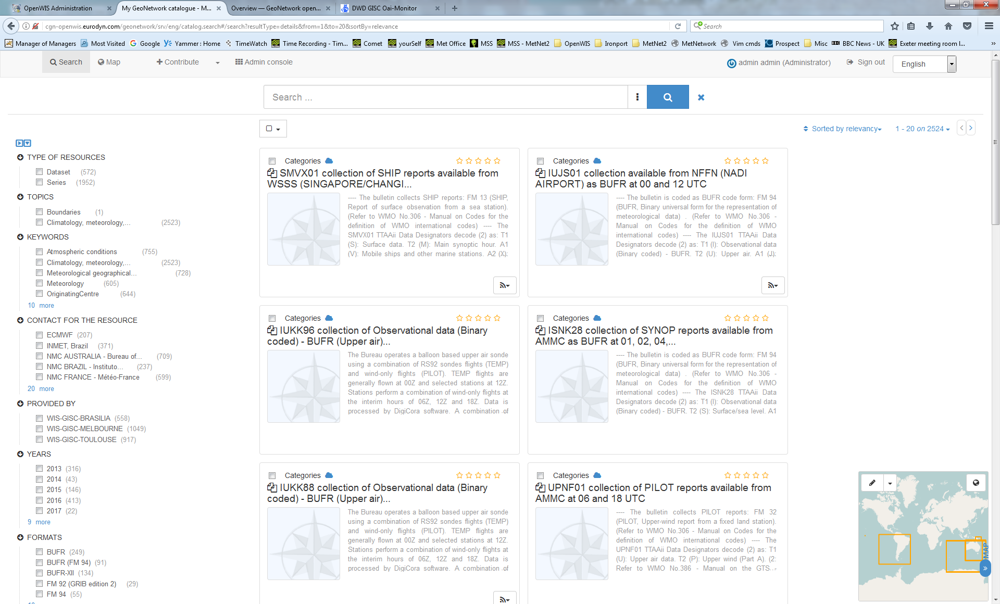 OpenWIS Administration
My GeoNetwork catalogue - M...
Overview — GeoNetwork open...
DWD GISC Oai-Monitor
cgn-openwis.eurodyn.com/geonetwork/srv/eng/catalog.search#/search?resultType=details&from=1&to=20&sortBy=relevance
Search
Manager of Managers Most Visited Google Yammer : Home TimeWatch Time Recording - Tim... Comet yourSelf Met Office MSS MSS - MetNet2 OpenWIS Ironport MetNet2 MetNetwork Vim cmds Prospect Misc BBC News - UK Exeter meeting room l...
Search Map Contribute Admin console admin admin (Administrator) Sign out English
Search ...
Sorted by relevancy 1 - 20 on 2524
TYPE OF RESOURCES
Dataset (572)
Series (1952)
TOPICS
Boundaries (1)
Climatology, meteorology,... (2523)
KEYWORDS
Atmospheric conditions (755)
Climatology, meteorology,... (2523)
Meteorological geographical... (728)
Meteorology (605)
OriginatingCentre (644)
10 more
CONTACT FOR THE RESOURCE
ECMWF (207)
INMET, Brazil (371)
NMC AUSTRALIA - Bureau of... (709)
NMC BRAZIL - Instituto... (237)
NMC FRANCE - Météo-France (599)
20 more
PROVIDED BY
WIS-GISC-BRASILIA (558)
WIS-GISC-MELBOURNE (1049)
WIS-GISC-TOULOUSE (917)
YEARS
2013 (316)
2014 (43)
2015 (146)
2016 (413)
2017 (22)
9 more
FORMATS
BUFR (249)
BUFR (FM 94) (91)
BUFR-XII (134)
FM 92 (GRIB edition 2) (29)
FM 94 (55)
Categories
SMVX01 collection of SHIP reports available from
WSSS (SINGAPORE/CHANGI...
---- The bulletin collects SHIP reports: FM 13 (SHIP,
Report of surface observation from a sea station).
(Refer to WMO No.306 - Manual on Codes for the
definition of WMO international codes) ---- The
SMVX01 TTAAii Data Designators decode (2) as: T1
(S): Surface data. T2 (M): Main synoptic hour. A1
(V): Mobile ships and other marine stations. A2 (X):
Categories
IUJS01 collection available from NFFN (NADI
AIRPORT) as BUFR at 00 and 12 UTC
---- The bulletin is coded as BUFR code form: FM 94
(BUFR, Binary universal form for the representation of
meteorological data) . (Refer to WMO No.306 -
Manual on Codes for the definition of WMO
international codes) ---- The IUJS01 TTAAii Data
Designators decode (2) as: T1 (I): Observational data
(Binary coded) - BUFR. T2 (U): Upper air. A1 (J):
Categories
IUKK96 collection of Observational data (Binary
coded) - BUFR (Upper air)...
The Bureau operates a balloon based upper air sonde
using a combination of RS92 sondes flights (TEMP)
and wind-only flights (PILOT). TEMP flights are
generally flown at 00Z and selected stations at 12Z.
Stations perform a combination of wind-only flights at
the interim hours of 06Z, 12Z and 18Z. Data is
processed by DigiCora software. A combination of
Categories
ISNK28 collection of SYNOP reports available from
AMMC as BUFR at 01, 02, 04,...
---- The bulletin is coded as BUFR code form: FM 94
(BUFR, Binary universal form for the representation of
meteorological data) . (Refer to WMO No.306 -
Manual on Codes for the definition of WMO
international codes) ---- The ISNK28 TTAAii Data
Designators decode (2) as: T1 (I): Observational data
(Binary coded) - BUFR. T2 (S): Surface/sea level. A1
Categories
IUKK88 collection of Observational data (Binary
coded) - BUFR (Upper air)...
The Bureau operates a balloon based upper air sonde
using a combination of RS92 sondes flights (TEMP)
and wind-only flights (PILOT). TEMP flights are
generally flown at 00Z and selected stations at 12Z.
Stations perform a combination of wind-only flights at
the interim hours of 06Z, 12Z and 18Z. Data is
processed by DigiCora software. A combination of
Categories
UPNF01 collection of PILOT reports available from
AMMC at 06 and 18 UTC
---- The bulletin collects PILOT reports: FM 32
(PILOT, Upper-wind report from a fixed land station).
(Refer to WMO No.306 - Manual on Codes for the
definition of WMO international codes) ---- The
UPNF01 TTAAii Data Designators decode (2) as: T1
(U): Upper air data. T2 (P): Upper wind (Part A). (2:
Refer to WMO No.386 - Manual on the GTS...-
MAP